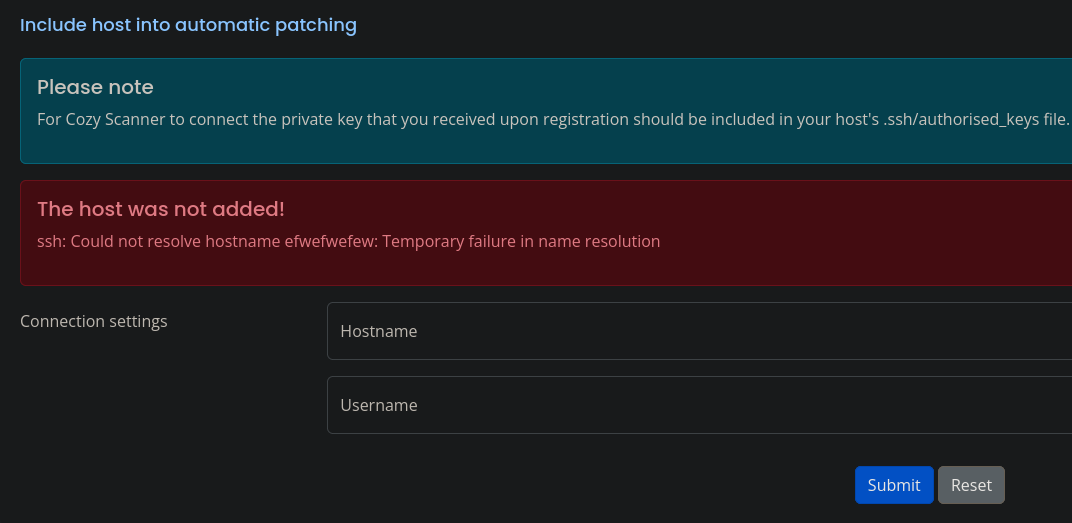 Include host into automatic patching
Please note
For Cozy Scanner to connect the private key that you received upon registration should be included in your host's .ssh/authorised_keys file.
The host was not added!
ssh: Could not resolve hostname efwefwefew: Temporary failure in name resolution
Connection settings
Hostname
Username
Submit
Reset